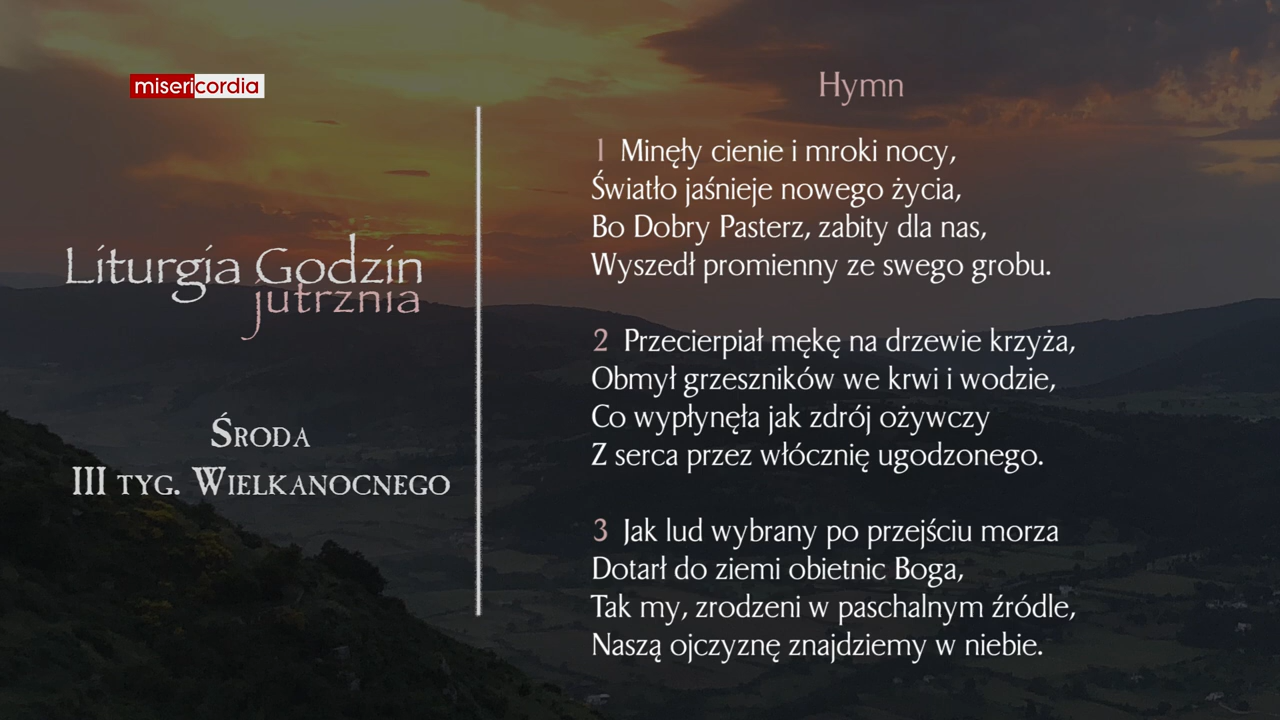 misericordia
Liturgia Godzin
jutrznia
Środa
III tyg. Wielkanocnego
Hymn
1 Minęły cienie i mroki nocy,
Światło jaśnieje nowego życia,
Bo Dobry Pasterz, zabity dla nas,
Wyszedł promienny ze swego grobu.
2 Przecierpiał mękę na drzewie krzyża,
Obmył grzeszników we krwi i wodzie,
Co wypłynęła jak zdrój ożywczy
Z serca przez włócznię ugodzonego.
3 Jak lud wybrany po przejściu morza
Dotarł do ziemi obietnic Boga,
Tak my, zrodzeni w paschalnym źródle,
Naszą ojczyznę znajdziemy w niebie.